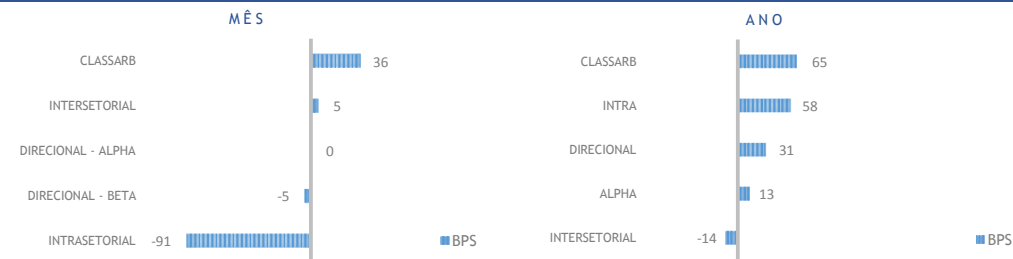 MÊS
CLASSARB 36
INTERSETORIAL 5
DIRECIONAL - ALPHA 0
DIRECIONAL - BETA -5
INTRASETORIAL -91
BPS
ANO
CLASSARB 65
INTRA 58
DIRECIONAL 31
ALPHA 13
INTERSETORIAL -14
BPS